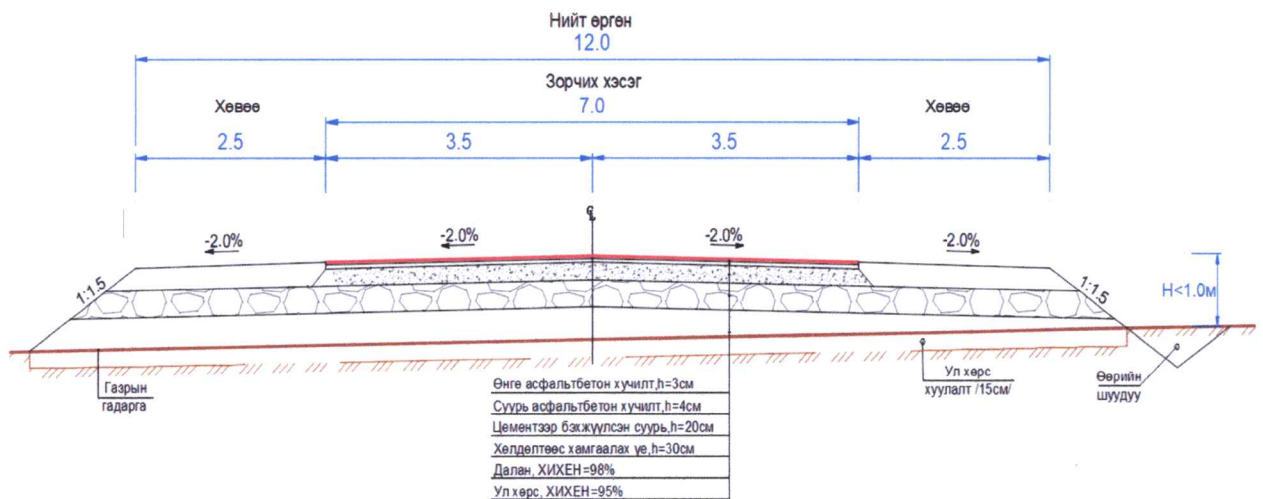 Нийт өргөн
12.0
Зорчих хэсэг
Хөвөө 7.0 Хөвөө
2.5 3.5 3.5 2.5
-2.0% -2.0% -2.0% -2.0%
1:1.5 1:1.5
H<1.0м
Газрын
гадарга
Өнгө асфальтбетон хучилт,h=3см
Суурь асфальтбетон хучилт,h=4см
Цементээр бэхжүүлсэн суурь,h=20см
Хөлдөлтөөс хамгаалах үе,h=30см
Далан, ХИХЕН=98%
Ул хөрс, ХИХЕН=95%
Ул хөрс
хуулалт /15см/
Өөрийн
шуудуу